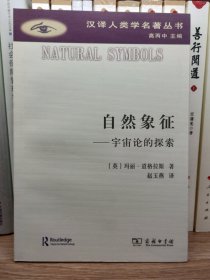 汉译人类学名著丛书
高丙中 主编
NATURAL SYMBOLS
自然象征
——宇宙论的探索
〔英〕玛丽·道格拉斯 著
赵玉燕 译
Routledge
商务印书馆
善行闻道